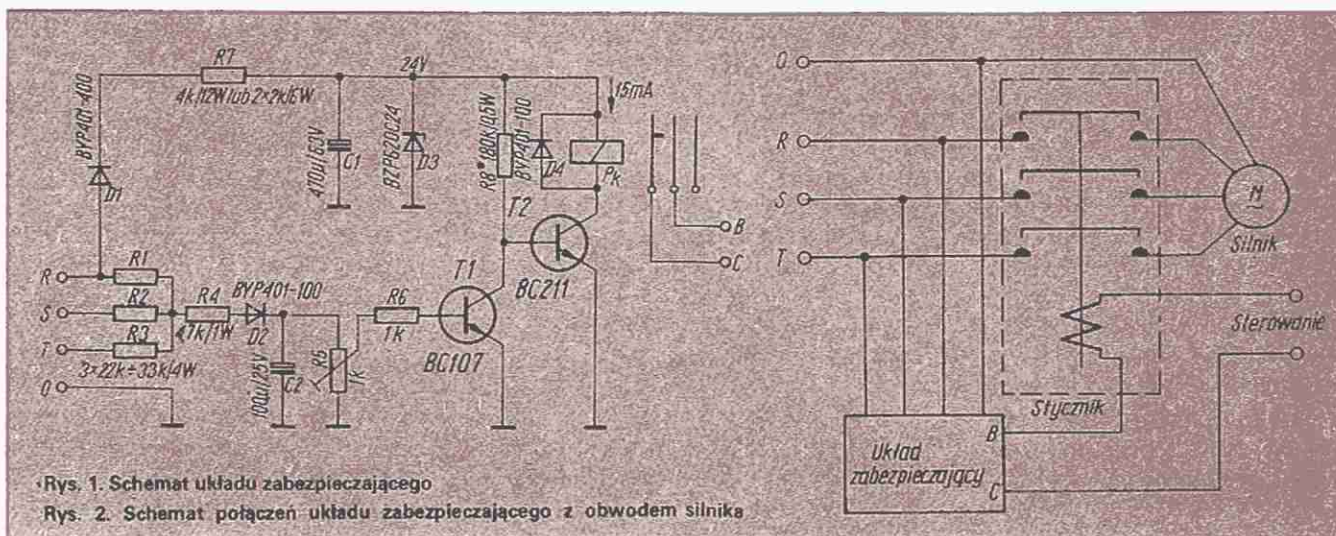 R7
4k/12W lub 2×2k/6W
24V
15mA
BYP401-400
D1
470μ/63V
C1
BZP620C24
D3
R8* 180k/0,5W
BYP401-100
D4
Pk
T2
BC211
B
C
R
R1
S
R2
T
R3
0
3×22k÷33k/4W
R4
4,7k/1W
BYP401-100
D2
100μ/25V
C2
R5
1k
R6
1k
T1
BC107
0
R
S
T
M
Silnik
Sterowanie
Stycznik
Układ
zabezpieczający
B
C
Rys. 1. Schemat układu zabezpieczającego
Rys. 2. Schemat połączeń układu zabezpieczającego z obwodem silnika